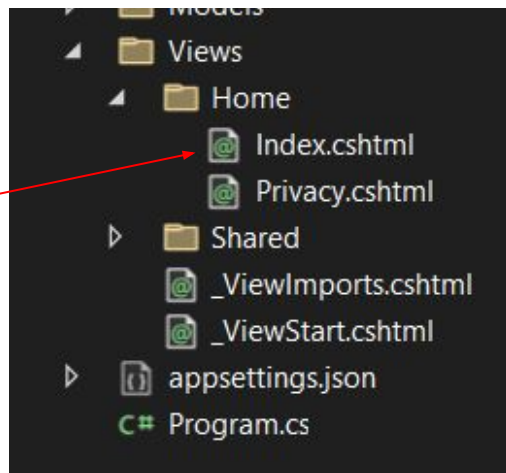 Models
Views
Home
Index.cshtml
Privacy.cshtml
Shared
_ViewImports.cshtml
_ViewStart.cshtml
appsettings.json
C# Program.cs